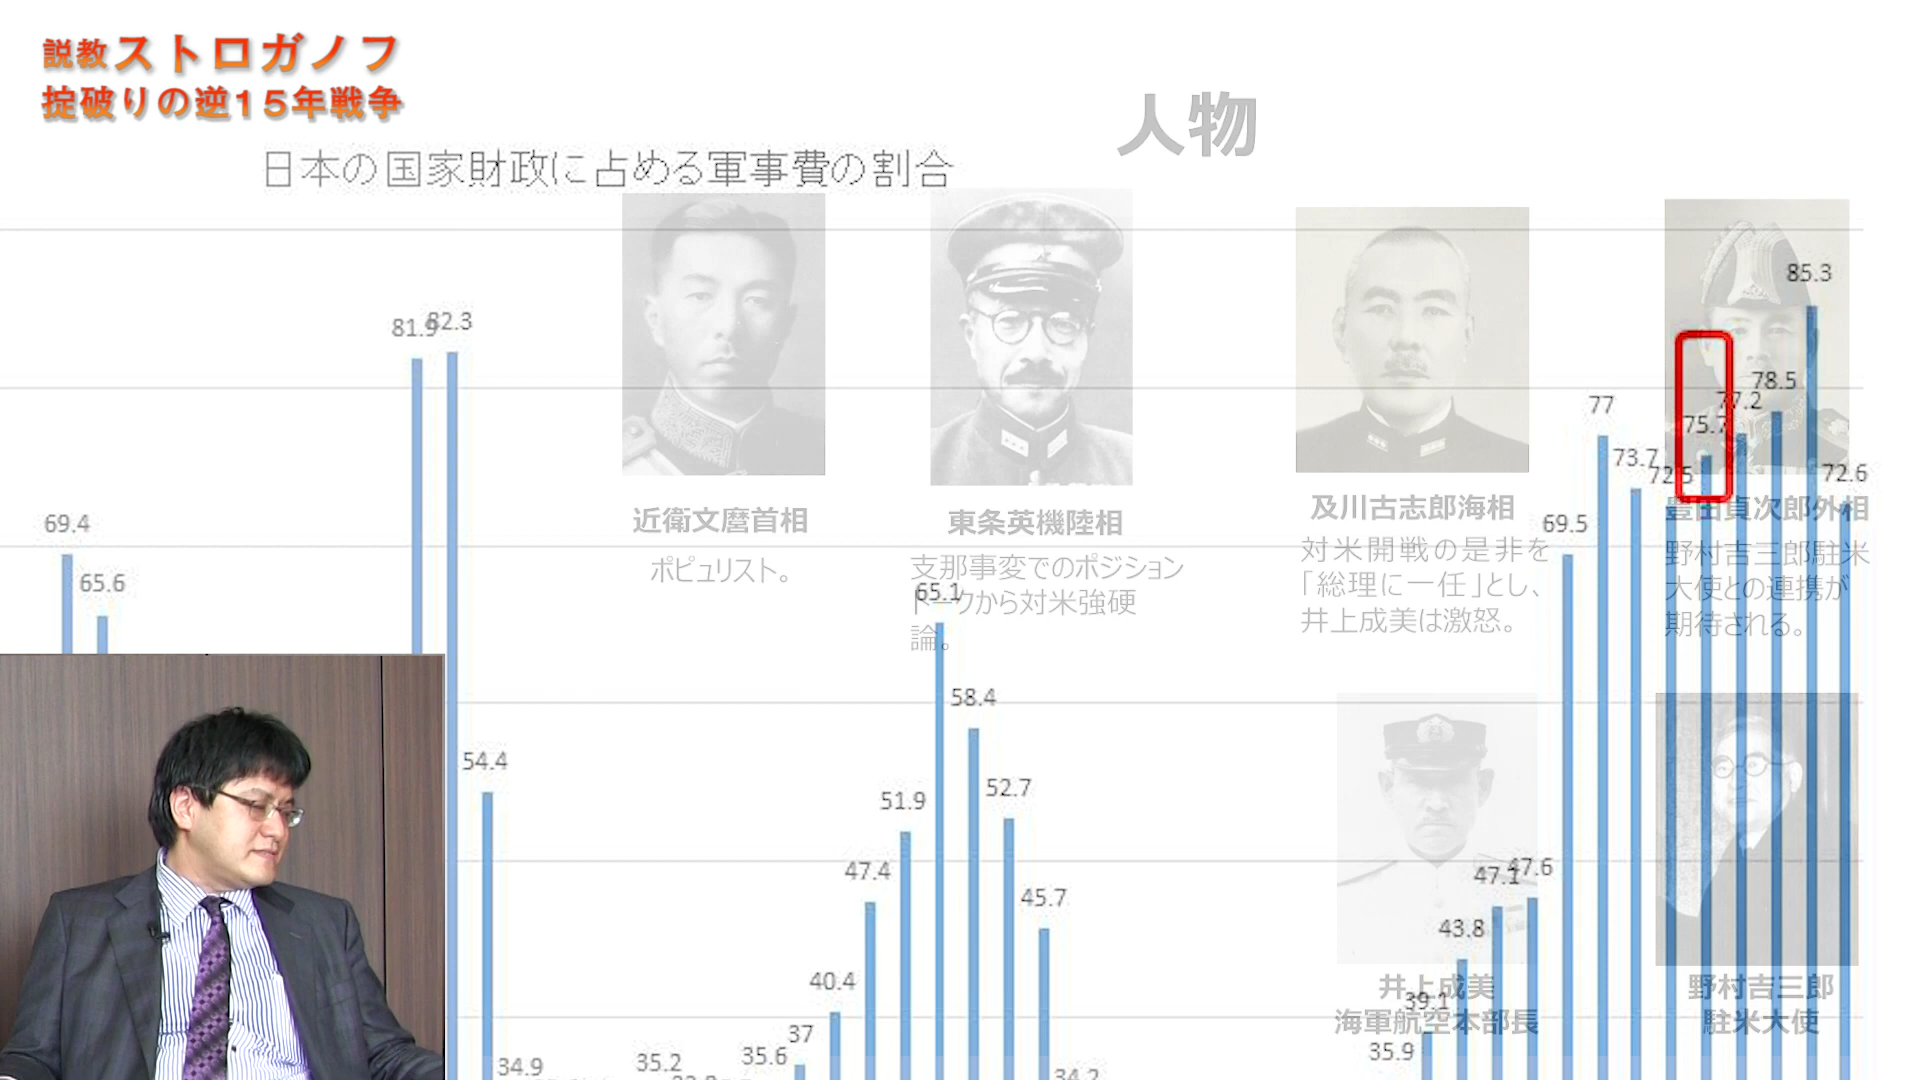 説教ストロガノフ
掟破りの逆15年戦争
人物
日本の国家財政に占める軍事費の割合
85.3
81.9
82.3
78.5
77.2
77
75.7
73.7
72.5
72.6
69.4
69.5
65.6
近衛文麿首相
ポピュリスト。
東条英機陸相
支那事変でのポジション
トークから対米強硬
論。
及川古志郎海相
対米開戦の是非を
「総理に一任」とし、
井上成美は激怒。
豊田貞次郎外相
野村吉三郎駐米
大使との連携が
期待される。
65.1
58.4
54.4
52.7
51.9
47.4
47.1
47.6
45.7
43.8
40.4
39.1
37
35.6
35.2
35.9
34.9
34.2
井上成美
海軍航空本部長
野村吉三郎
駐米大使